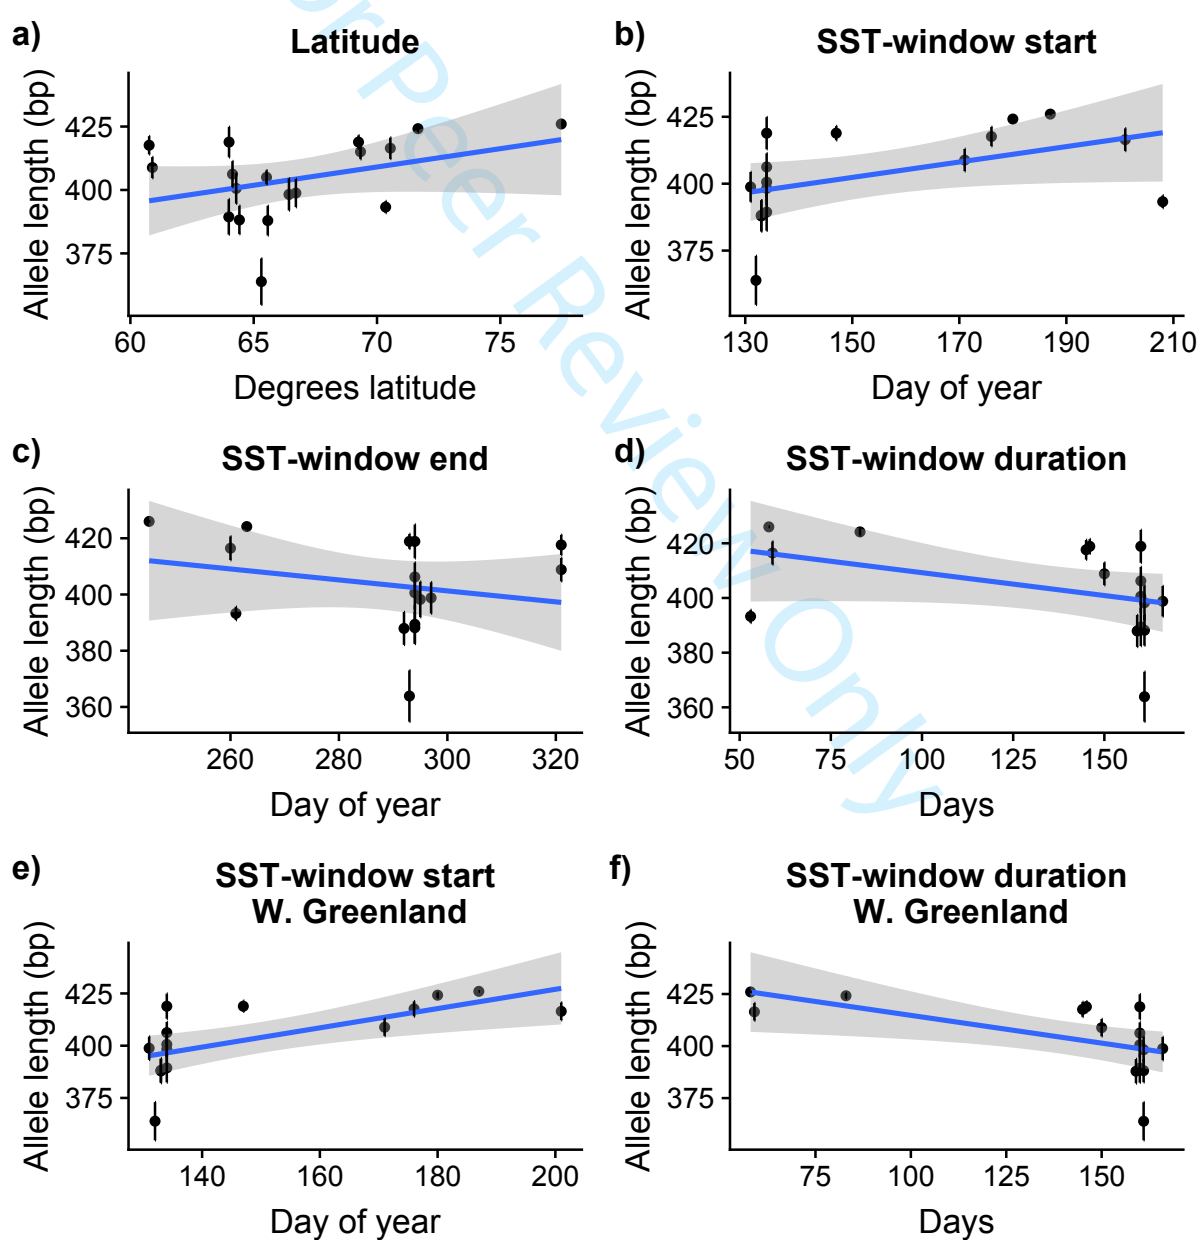 a)
Latitude
Allele length (bp)
425
400
375
60
65
70
75
Degrees latitude
b)
SST-window start
Allele length (bp)
425
400
375
130
150
170
190
210
Day of year
c)
SST-window end
Allele length (bp)
420
400
380
360
260
280
300
320
Day of year
d)
SST-window duration
Allele length (bp)
420
400
380
360
50
75
100
125
150
Days
e)
SST-window start
W. Greenland
Allele length (bp)
425
400
375
140
160
180
200
Day of year
f)
SST-window duration
W. Greenland
Allele length (bp)
425
400
375
75
100
125
150
Days
or Peer Review Only